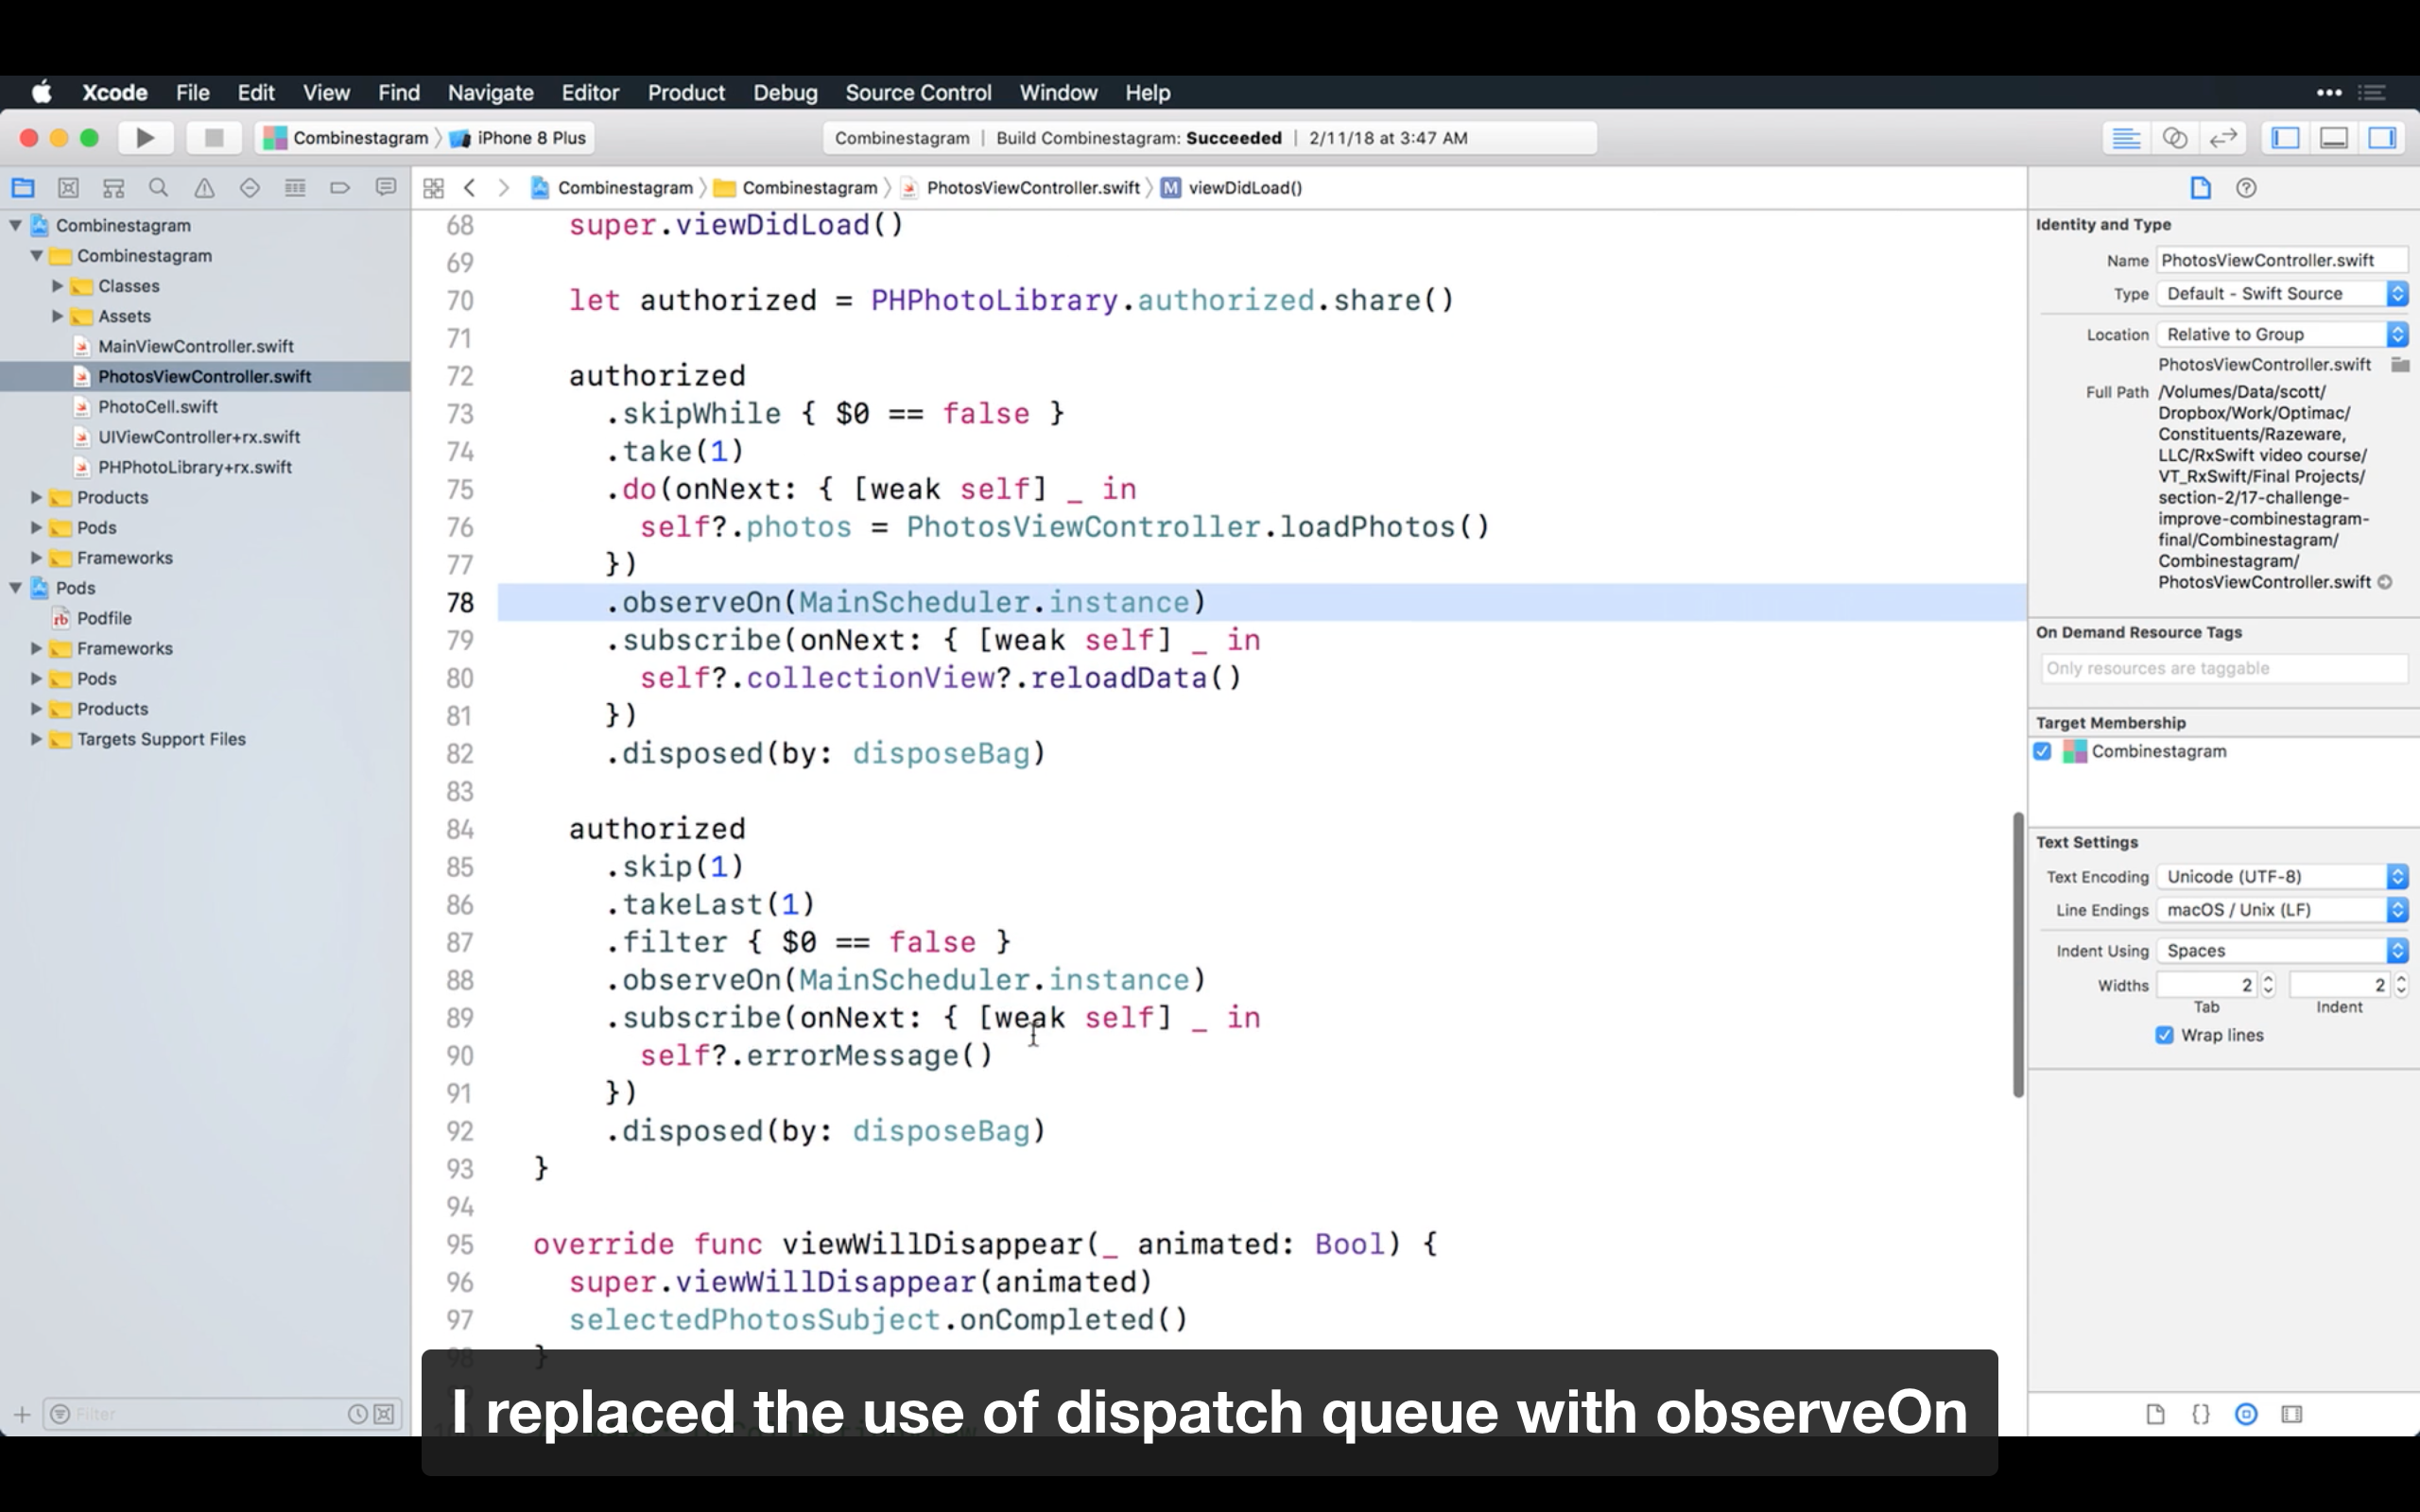 Xcode File Edit View Find Navigate Editor Product Debug Source Control Window Help
Combinestagram iPhone 8 Plus
Combinestagram | Build Combinestagram: Succeeded | 2/11/18 at 3:47 AM
Combinestagram Combinestagram PhotosViewController.swift M viewDidLoad()
Combinestagram
Combinestagram
Classes
Assets
MainViewController.swift
PhotosViewController.swift
PhotoCell.swift
UIViewController+rx.swift
PHPhotoLibrary+rx.swift
Products
Pods
Frameworks
Pods
Podfile
Frameworks
Pods
Products
Targets Support Files
Filter
68 super.viewDidLoad()
69
70 let authorized = PHPhotoLibrary.authorized.share()
71
72 authorized
73 .skipWhile { $0 == false }
74 .take(1)
75 .do(onNext: { [weak self] _ in
76 self?.photos = PhotosViewController.loadPhotos()
77 })
78 .observeOn(MainScheduler.instance)
79 .subscribe(onNext: { [weak self] _ in
80 self?.collectionView?.reloadData()
81 })
82 .disposed(by: disposeBag)
83
84 authorized
85 .skip(1)
86 .takeLast(1)
87 .filter { $0 == false }
88 .observeOn(MainScheduler.instance)
89 .subscribe(onNext: { [weak self] _ in
90 self?.errorMessage()
91 })
92 .disposed(by: disposeBag)
93 }
94
95 override func viewWillDisappear(_ animated: Bool) {
96 super.viewWillDisappear(animated)
97 selectedPhotosSubject.onCompleted()
98 }
I replaced the use of dispatch queue with observeOn
Identity and Type
Name PhotosViewController.swift
Type Default - Swift Source
Location Relative to Group
PhotosViewController.swift
Full Path /Volumes/Data/scott/
Dropbox/Work/Optimac/
Constituents/Razeware,
LLC/RxSwift video course/
VT_RxSwift/Final Projects/
section-2/17-challenge-
improve-combinestagram-
final/Combinestagram/
Combinestagram/
PhotosViewController.swift
On Demand Resource Tags
Only resources are taggable
Target Membership
Combinestagram
Text Settings
Text Encoding Unicode (UTF-8)
Line Endings macOS / Unix (LF)
Indent Using Spaces
Widths 2 2
Tab Indent
Wrap lines